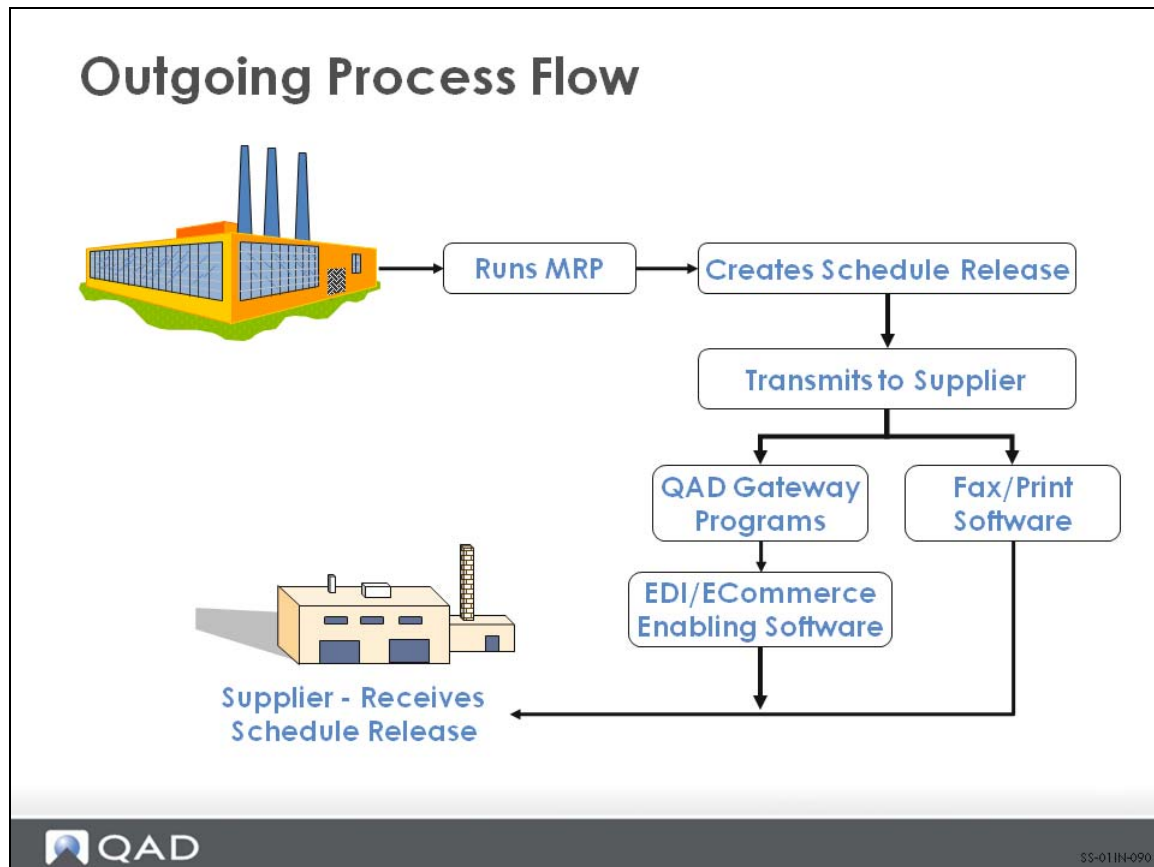 Outgoing Process Flow
Runs MRP
Creates Schedule Release
Transmits to Supplier
QAD Gateway
Programs
Fax/Print
Software
EDI/ECommerce
Enabling Software
Supplier - Receives
Schedule Release
QAD
SS-01IN-090